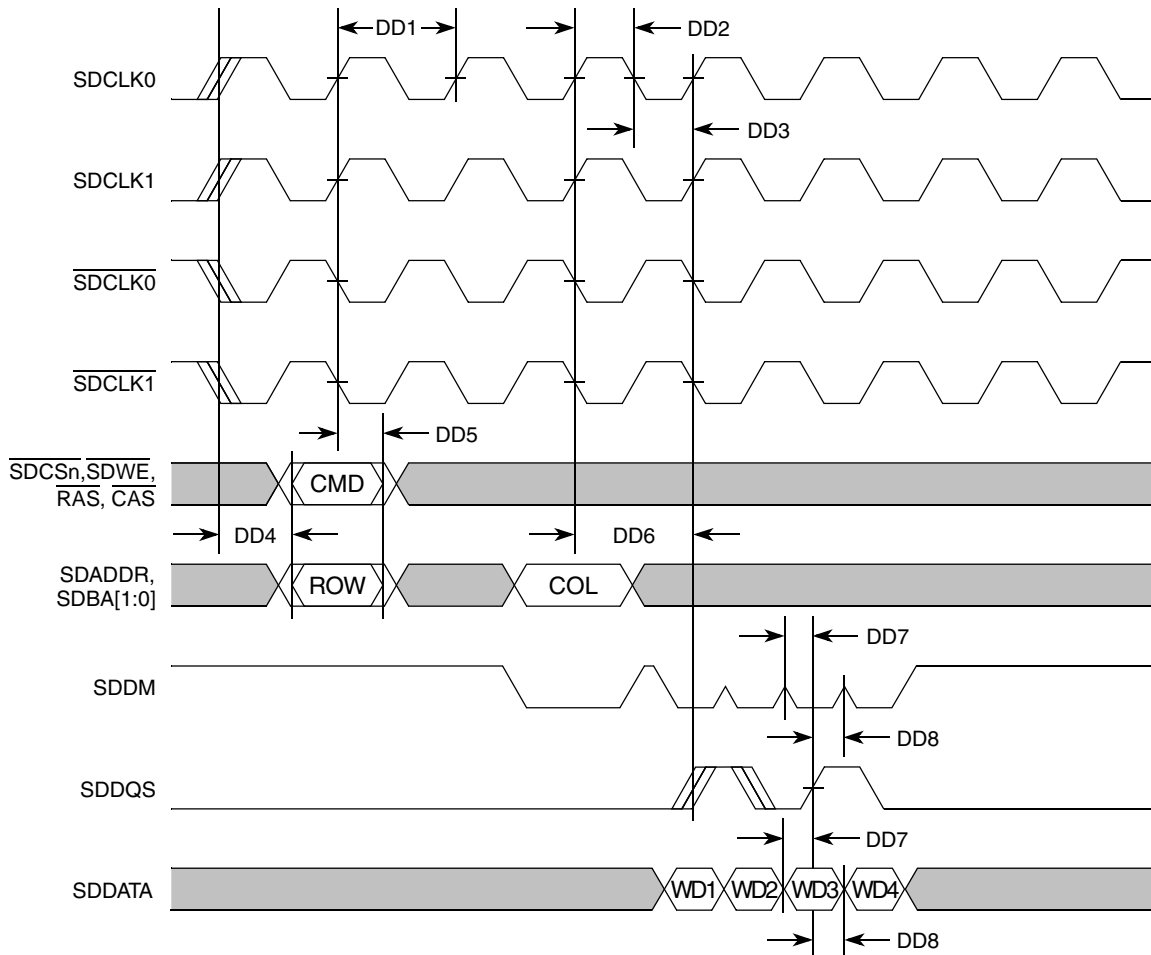 DD1
DD2
SDCLK0
DD3
SDCLK1
SDCLK0
SDCLK1
DD5
SDCSn,SDWE,
RAS, CAS
CMD
DD4
DD6
SDADDR,
SDBA[1:0]
ROW
COL
DD7
SDDM
DD8
SDDQS
DD7
SDDATA
WD1
WD2
WD3
WD4
DD8